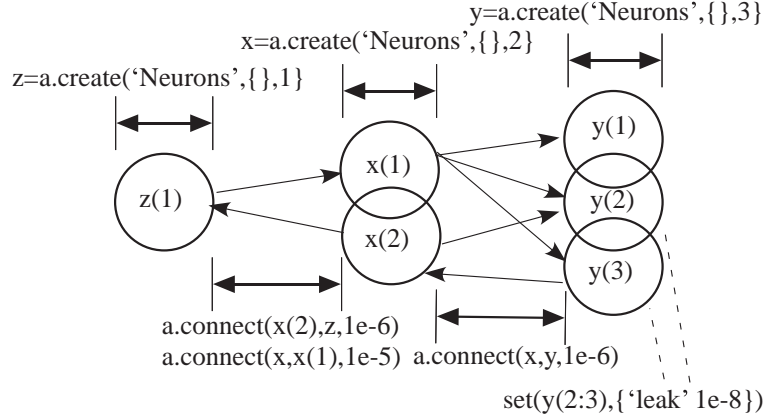 y=a.create(‘Neurons’,{},3}
x=a.create(‘Neurons’,{},2}
z=a.create(‘Neurons’,{},1}
y(1)
x(1)
z(1)
y(2)
x(2)
y(3)
a.connect(x(2),z,1e-6)
a.connect(x,x(1),1e-5)
a.connect(x,y,1e-6)
set(y(2:3),{‘leak’ 1e-8})